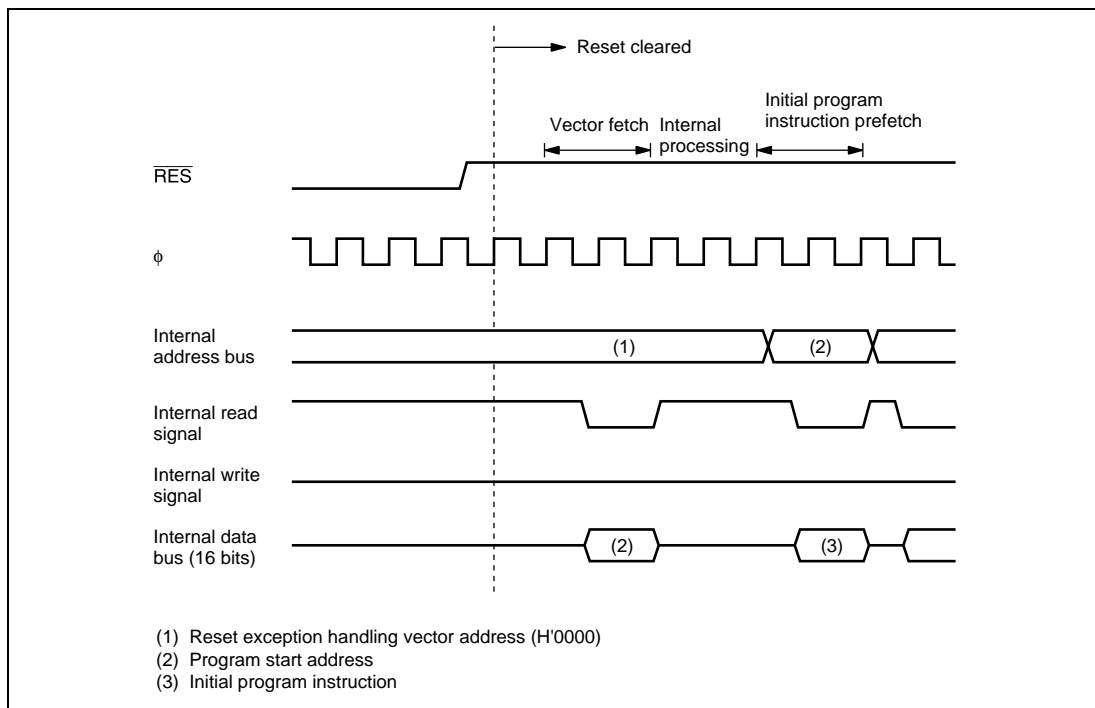 Reset cleared
Initial program
instruction prefetch
Vector fetch
Internal
processing
RES
φ
Internal
address bus
(1)
(2)
Internal read
signal
Internal write
signal
Internal data
bus (16 bits)
(2)
(3)
(1) Reset exception handling vector address (H'0000)
(2) Program start address
(3) Initial program instruction